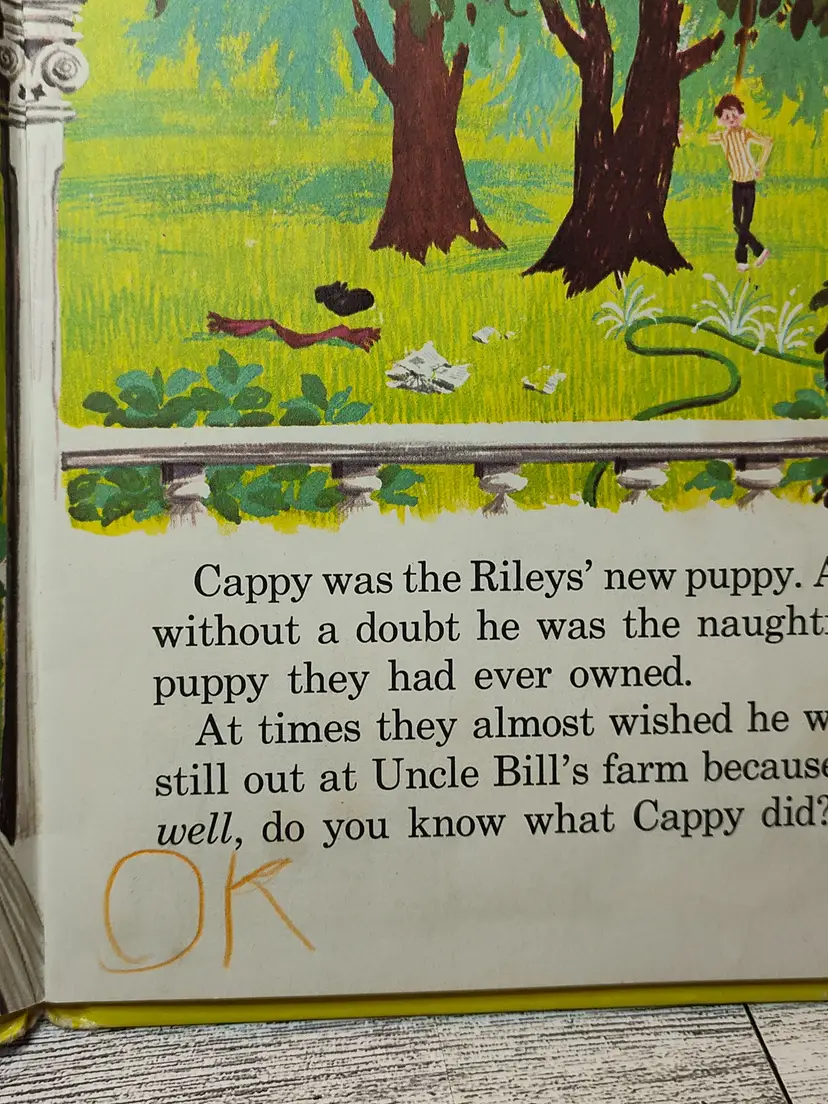 Cappy was the Rileys’ new puppy. A
without a doubt he was the naught
puppy they had ever owned.
At times they almost wished he w
still out at Uncle Bill’s farm because
well, do you know what Cappy did?
OK